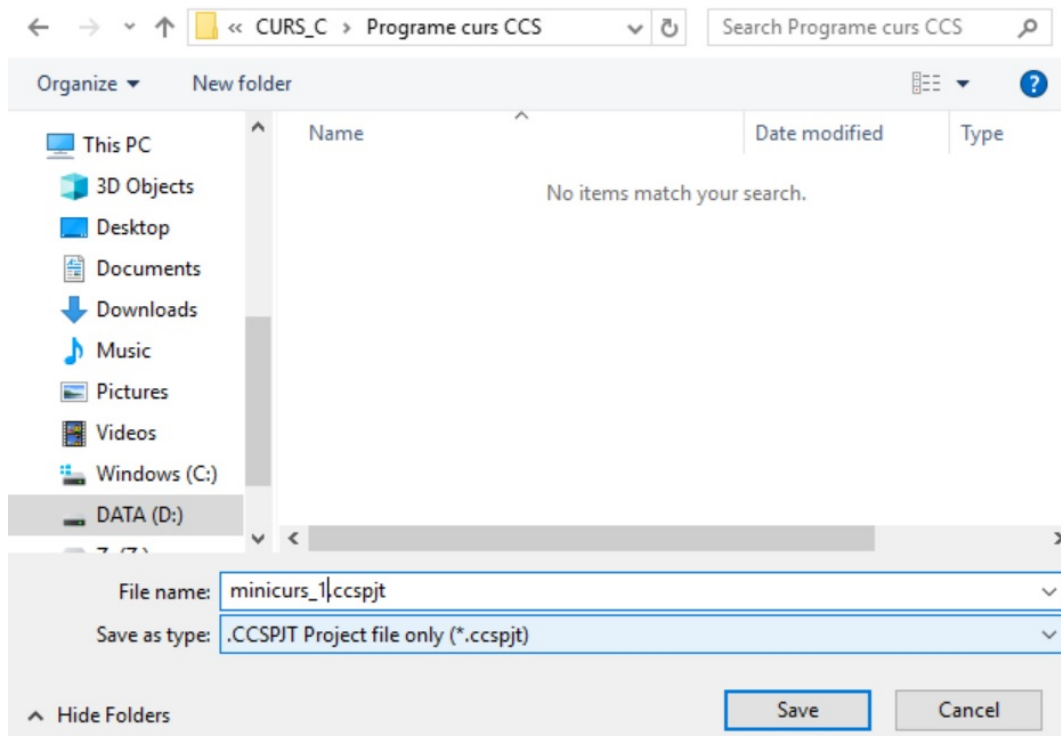 « CURS_C › Programe curs CCS
Search Programe curs CCS
Organize
New folder
?
Name
Date modified
Type
No items match your search.
This PC
3D Objects
Desktop
Documents
Downloads
Music
Pictures
Videos
Windows (C:)
DATA (D:)
File name: minicurs_1.ccspjt
Save as type: .CCSPJT Project file only (*.ccspjt)
Hide Folders
Save
Cancel